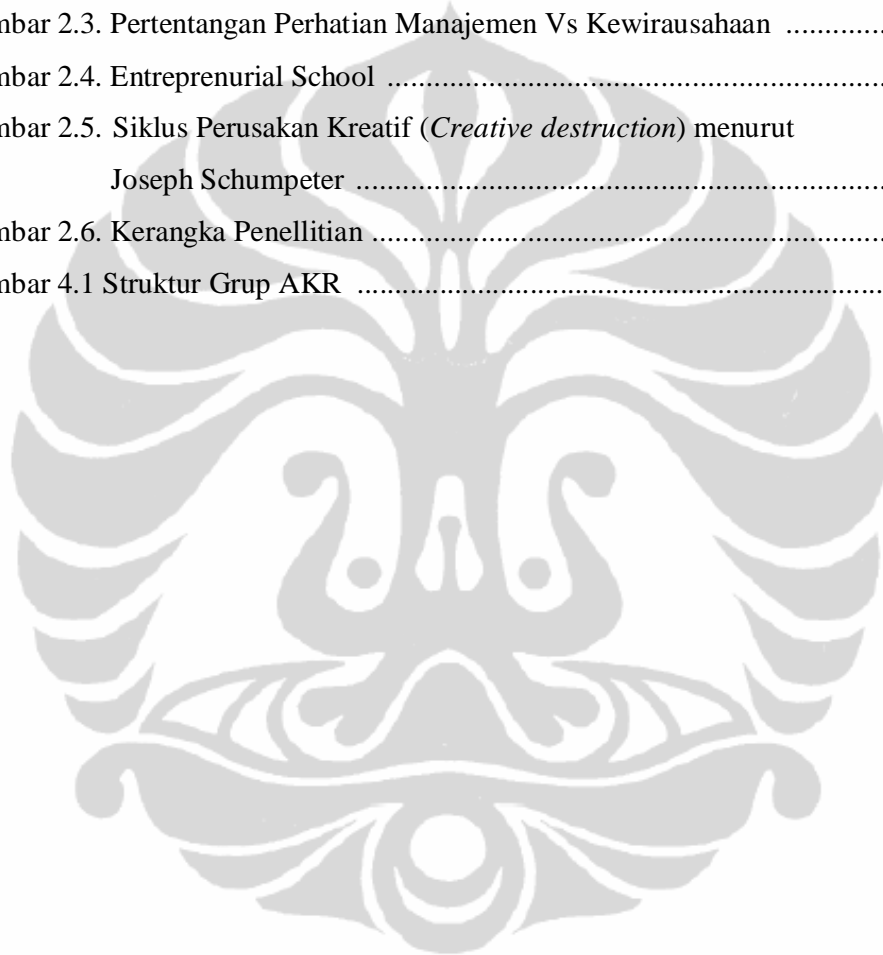 mbar 2.3. Pertentangan Perhatian Manajemen Vs Kewirausahaan .............
mbar 2.4. Entreprenurial School ................................................................
mbar 2.5. Siklus Perusakan Kreatif (Creative destruction) menurut
Joseph Schumpeter .....................................................................
mbar 2.6. Kerangka Penellitian ..................................................................
mbar 4.1 Struktur Grup AKR ....................................................................